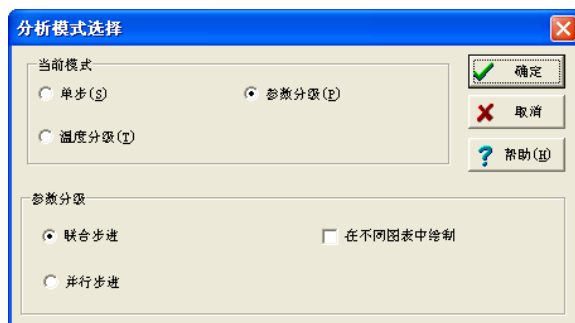 分析模式选择
当前模式
单步(S)
参数分级(P)
温度分级(T)
确定
取消
帮助(H)
参数分级
联合步进
在不同图表中绘制
并行步进